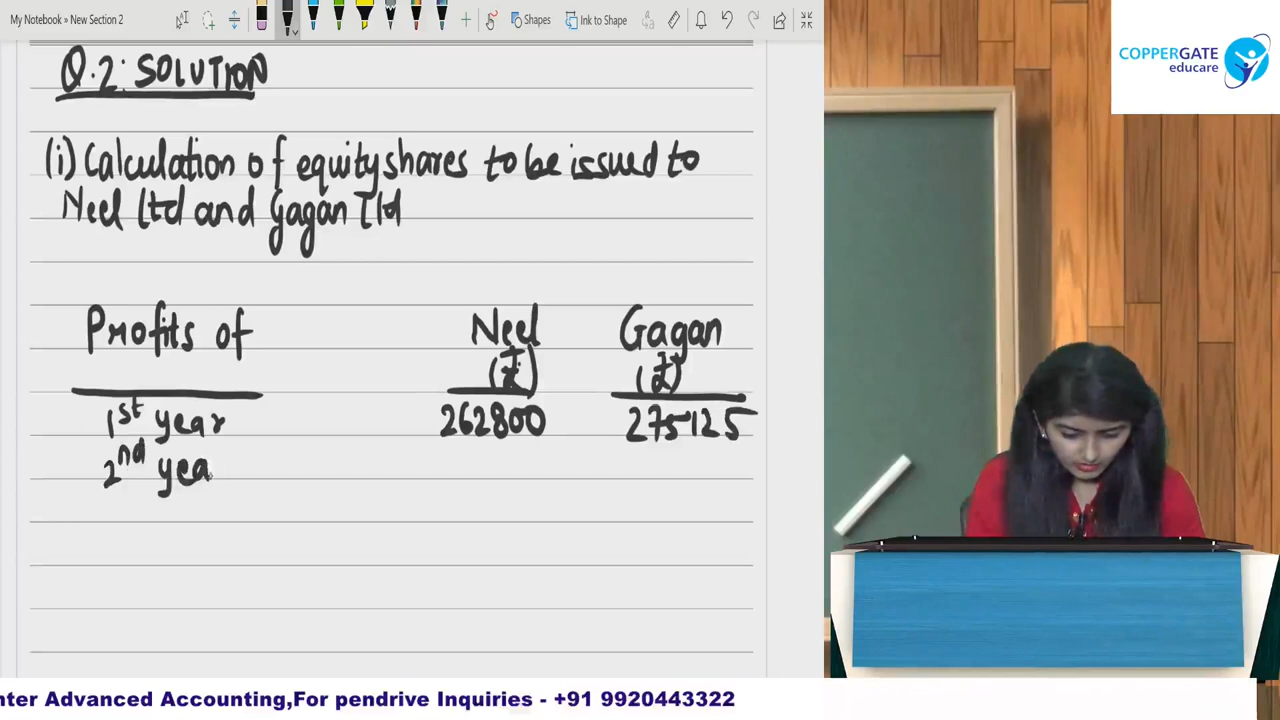 My Notebook » New Section 2
Shapes
Ink to Shape
COPPERGATE
educare
Q.2: SOLUTION
(i) Calculation of equity shares to be issued to
Neel Ltd and Gagan Ltd
Profits of Neel Gagan
(₹) (₹)
1st year 262800 275125
2nd yea
nter Advanced Accounting,For pendrive Inquiries - +91 9920443322